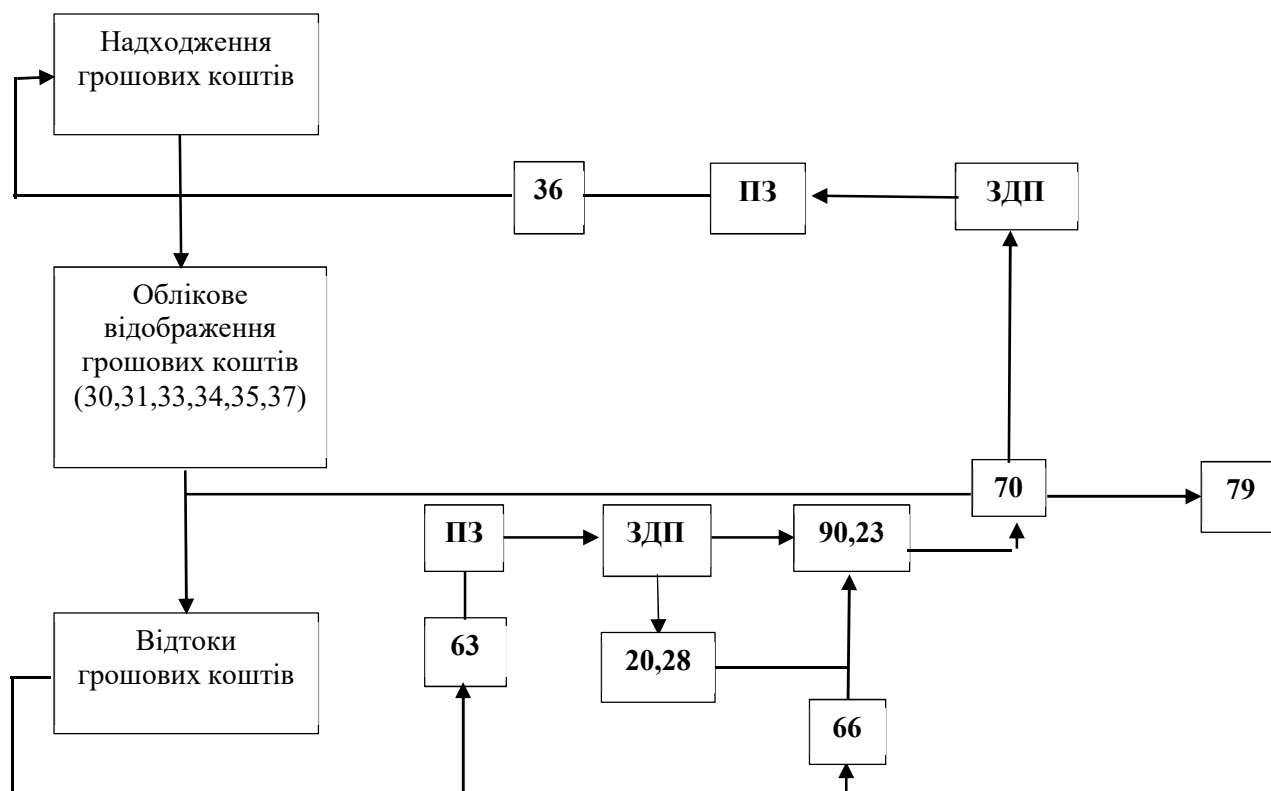 Надходження
грошових коштів
36
ПЗ
ЗДП
Облікове
відображення
грошових коштів
(30,31,33,34,35,37)
70
79
ПЗ
ЗДП
90,23
63
20,28
Відтоки
грошових коштів
66